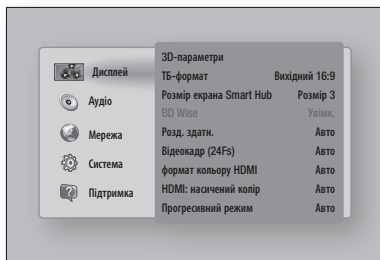 Дисплей
Аудіо
Мережа
Система
Підтримка
3D-параметри
ТБ-формат Вихідний 16:9
Розмір екрана Smart Hub Розмір 3
BD Wise Увімк.
Розд. здатн. Авто
Відеокадр (24Fs) Авто
формат кольору HDMI Авто
HDMI: насичений колір Авто
Прогресивний режим Авто